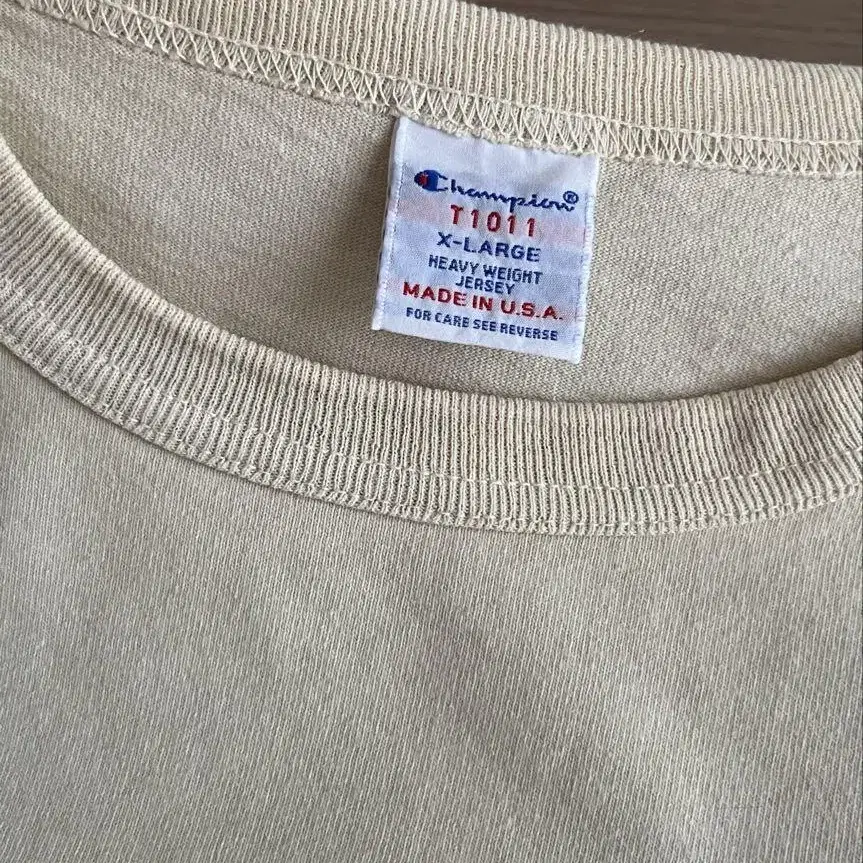 Champion®
T1011
X-LARGE
HEAVY WEIGHT
JERSEY
MADE IN U.S.A.
FOR CARE SEE REVERSE